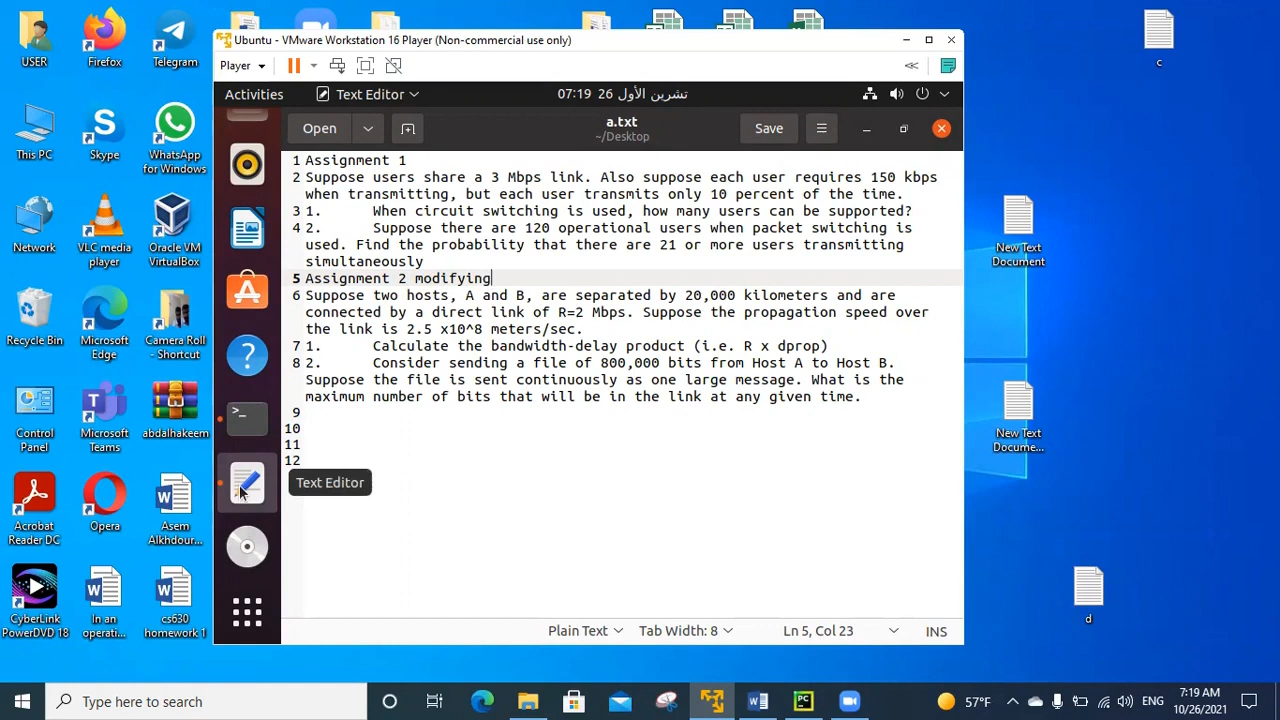 Ubuntu - VMware Workstation 16 Player (Non-commercial use only)
Player
Activities
Text Editor
07:19 26 تشرين الأول
Open
a.txt
~/Desktop
Save
1 Assignment 1
2 Suppose users share a 3 Mbps link. Also suppose each user requires 150 kbps
when transmitting, but each user transmits only 10 percent of the time.
3 1. When circuit switching is used, how many users can be supported?
4 2. Suppose there are 120 operational users when packet switching is
used. Find the probability that there are 21 or more users transmitting
simultaneously
5 Assignment 2 modifying
6 Suppose two hosts, A and B, are separated by 20,000 kilometers and are
connected by a direct link of R=2 Mbps. Suppose the propagation speed over
the link is 2.5 x10^8 meters/sec.
7 1. Calculate the bandwidth-delay product (i.e. R x dprop)
8 2. Consider sending a file of 800,000 bits from Host A to Host B.
Suppose the file is sent continuously as one large message. What is the
maximum number of bits that will be in the link at any given time.
9
10
11
12
Text Editor
Plain Text
Tab Width: 8
Ln 5, Col 23
INS
USER
Firefox
Telegram
This PC
Skype
WhatsApp
for Windows
Network
VLC media
player
Oracle VM
VirtualBox
Recycle Bin
Microsoft
Edge
Camera Roll
- Shortcut
Control
Panel
Microsoft
Teams
abdalhakeem
Acrobat
Reader DC
Opera
Asem
Alkhdour...
CyberLink
PowerDVD 18
In an
operati...
cs630
homework 1
c
New Text
Document
New Text
Docume...
d
Type here to search
57°F
ENG
7:19 AM
10/26/2021